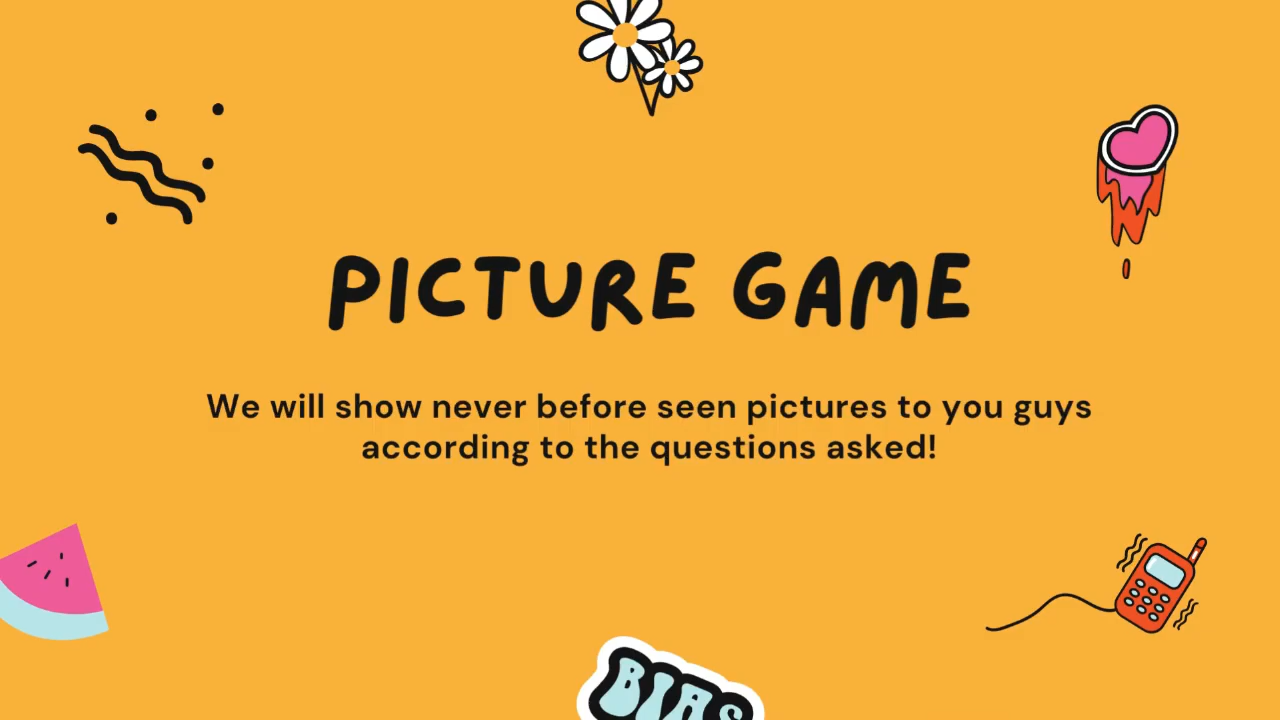 PICTURE GAME
We will show never before seen pictures to you guys
according to the questions asked!
BIAS